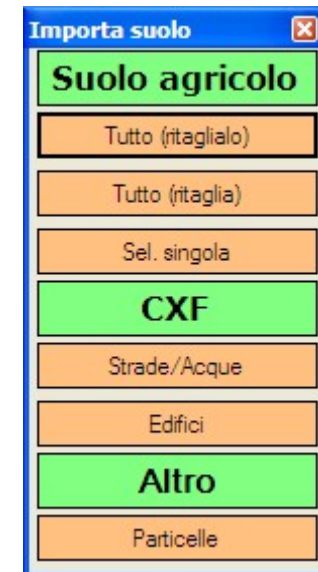 Importa suolo
Suolo agricolo
Tutto (ritaglialo)
Tutto (ritaglia)
Sel. singola
CXF
Strade/Acque
Edifici
Altro
Particelle